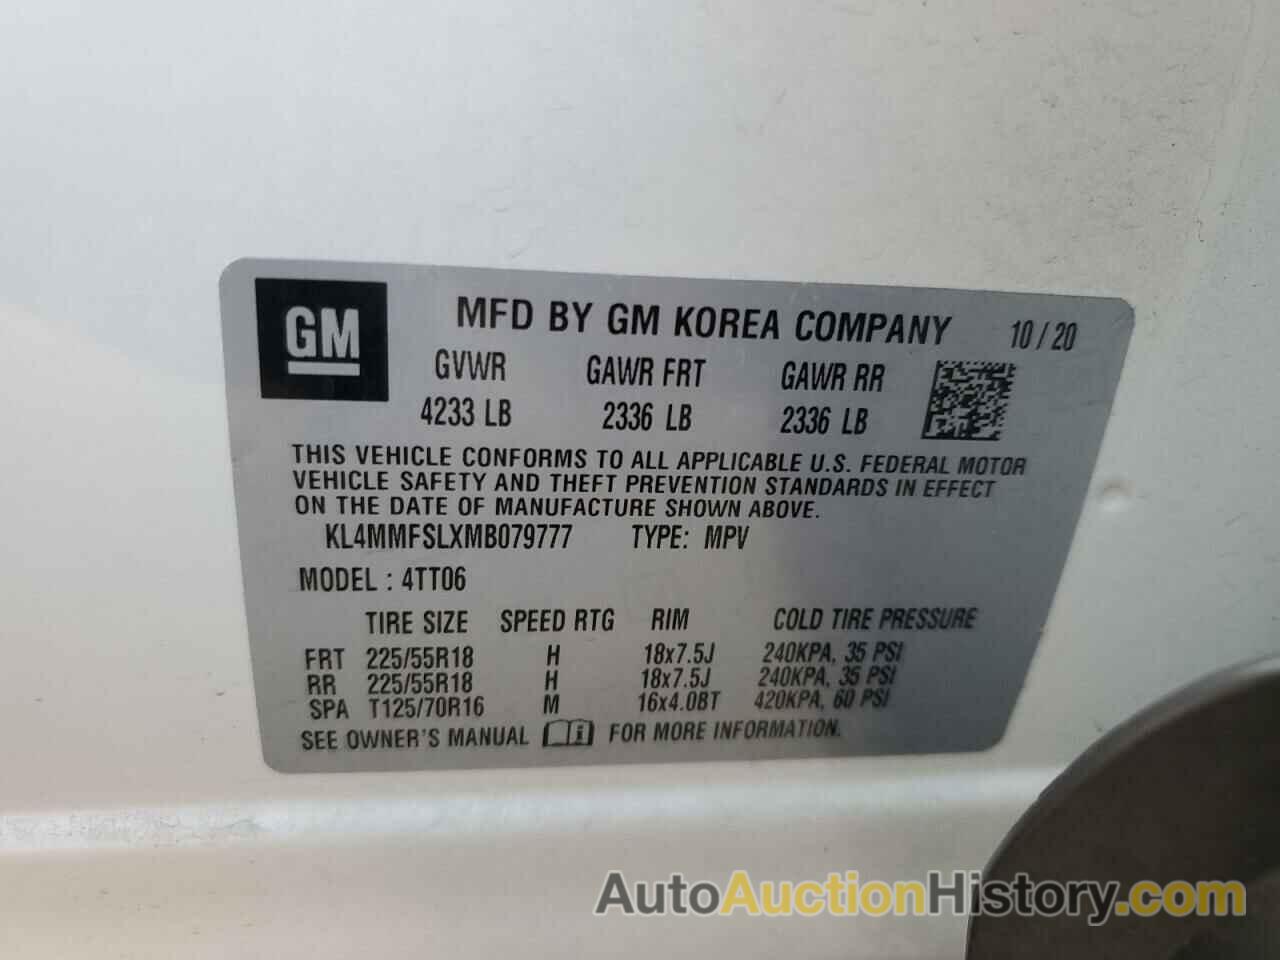 GM
MFD BY GM KOREA COMPANY 10/20
GVWR GAWR FRT GAWR RR
4233 LB 2336 LB 2336 LB
THIS VEHICLE CONFORMS TO ALL APPLICABLE U.S. FEDERAL MOTOR
VEHICLE SAFETY AND THEFT PREVENTION STANDARDS IN EFFECT
ON THE DATE OF MANUFACTURE SHOWN ABOVE.
KL4MMFSLXMB079777 TYPE: MPV
MODEL : 4TT06
TIRE SIZE SPEED RTG RIM COLD TIRE PRESSURE
FRT 225/55R18 H 18x7.5J 240KPA, 35 PSI
RR 225/55R18 H 18x7.5J 240KPA, 35 PSI
SPA T125/70R16 M 16x4.0BT 420KPA, 60 PSI
SEE OWNER'S MANUAL i FOR MORE INFORMATION.
AutoAuctionHistory.com